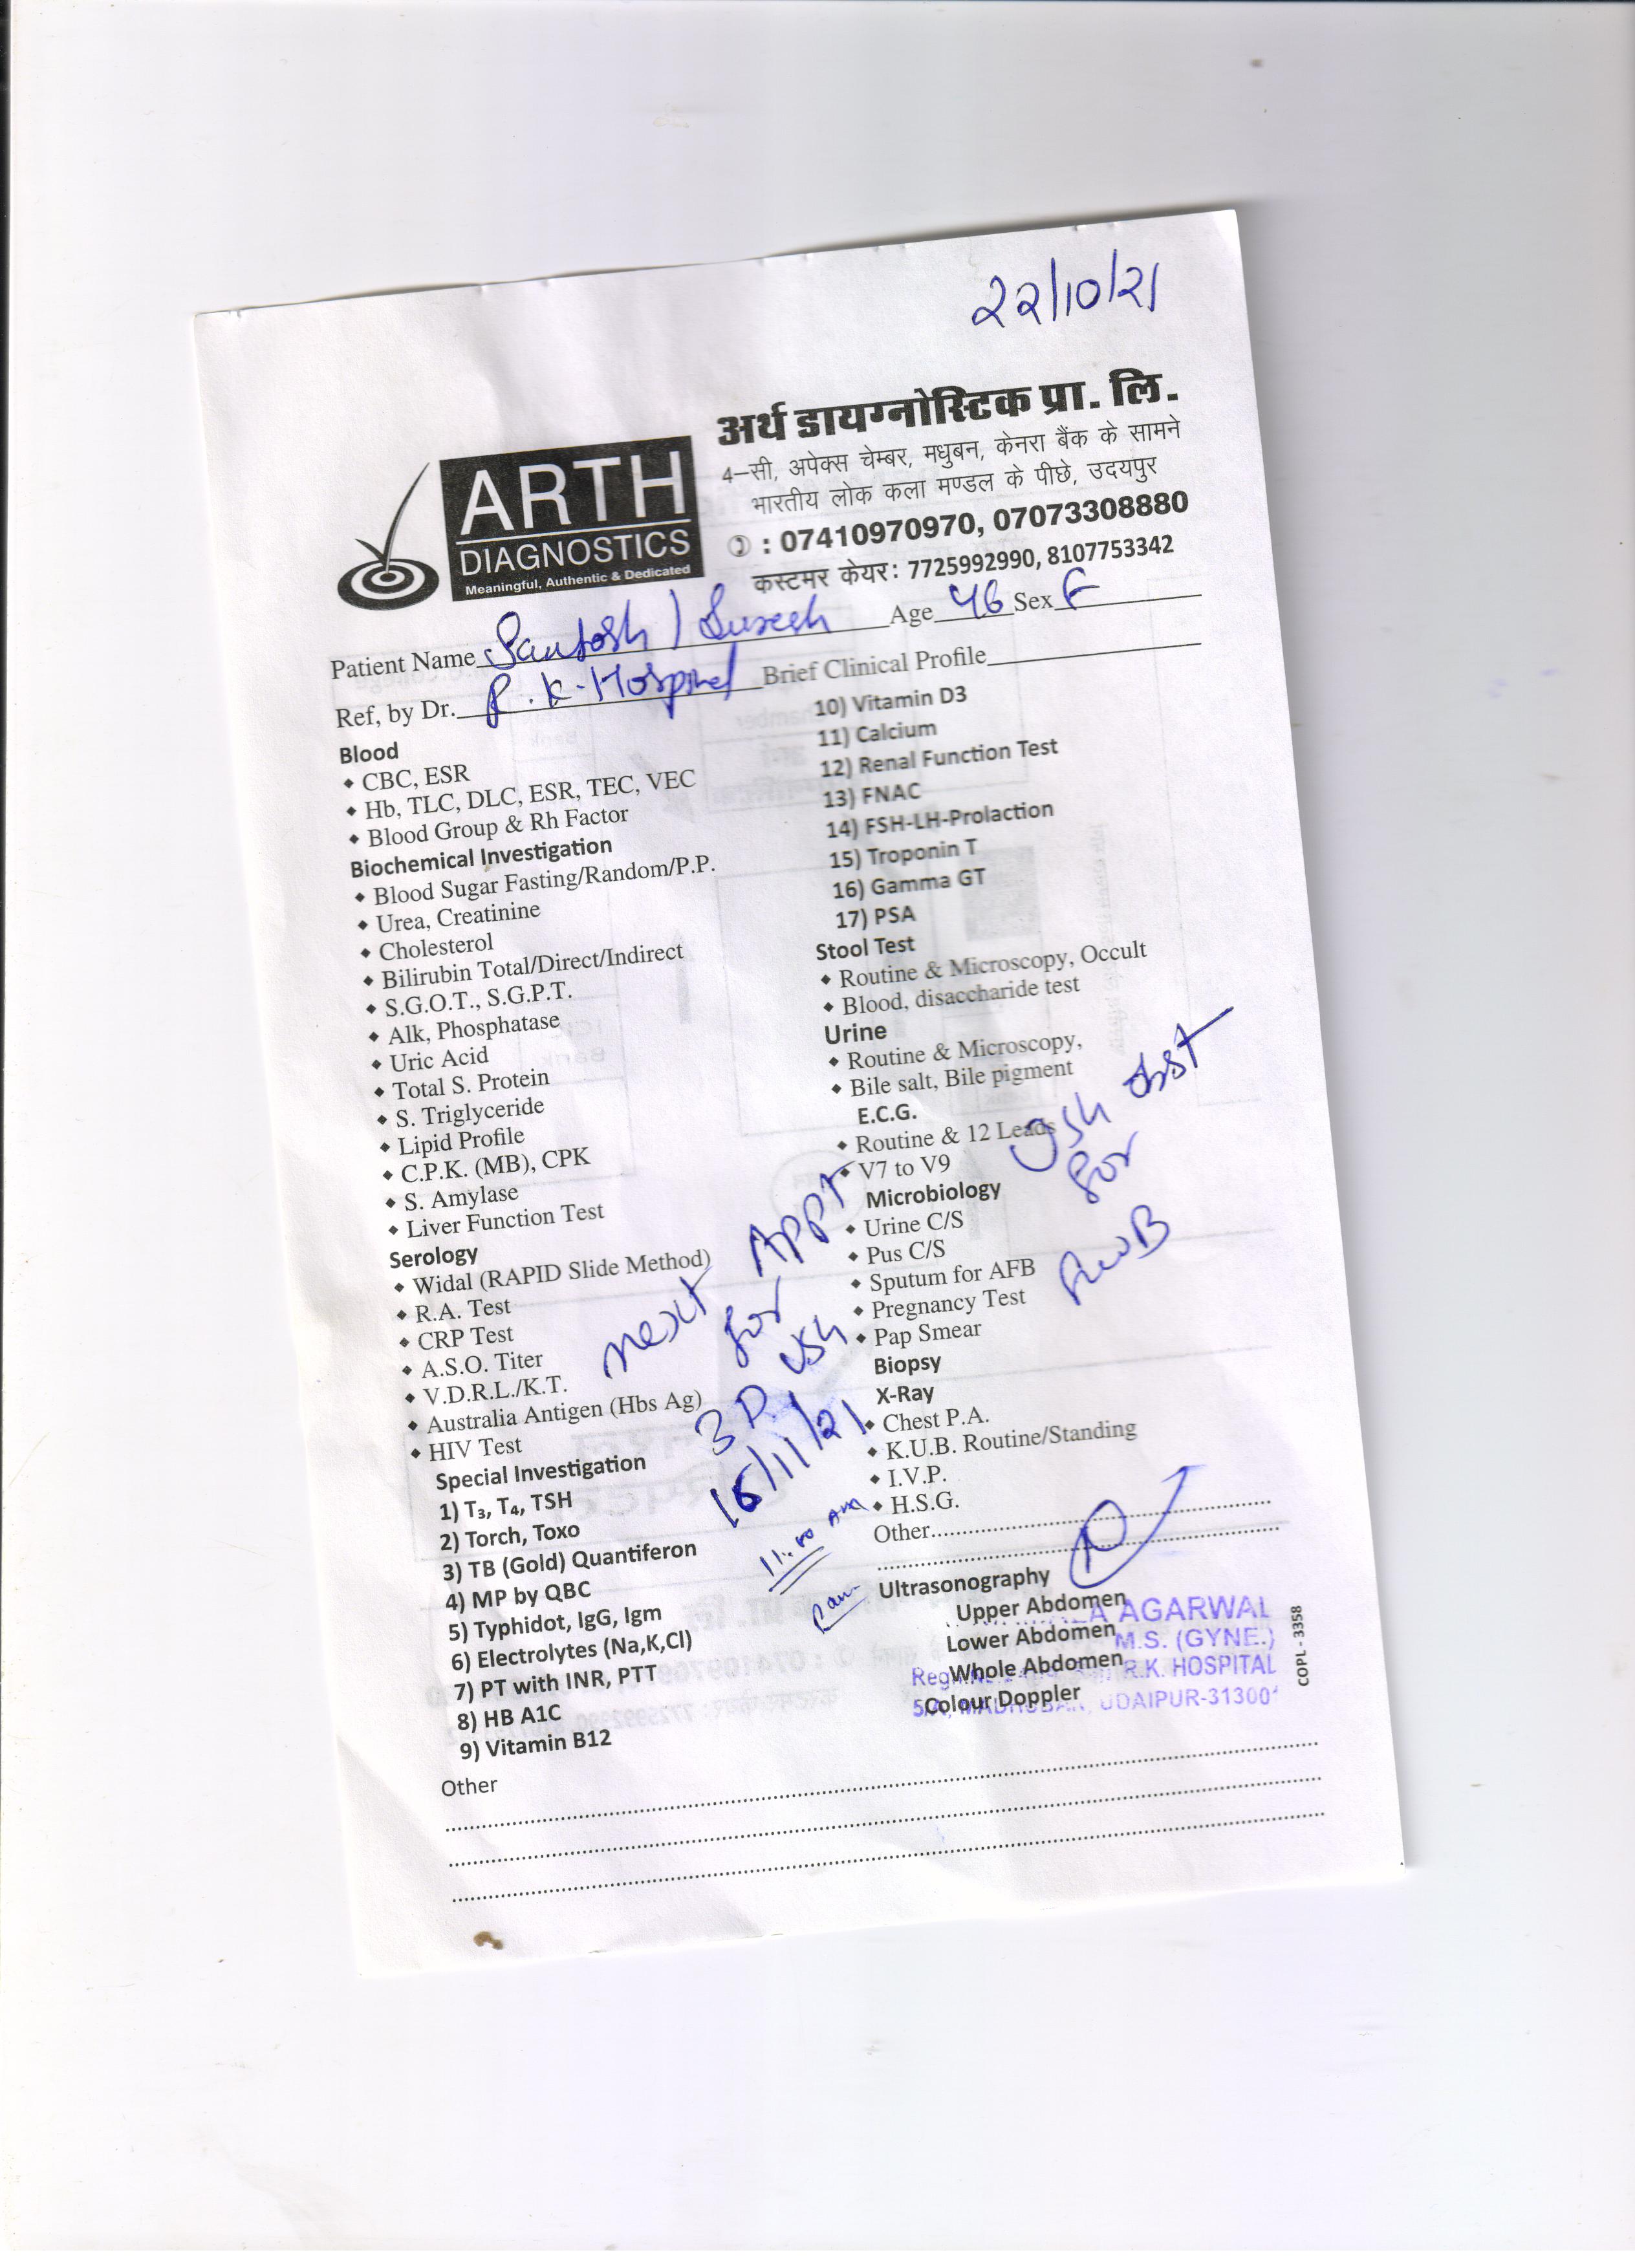 22/10/21
ARTH
DIAGNOSTICS
Meaningful, Authentic & Dedicated
अर्थ डायग्नोस्टिक प्रा. लि.
4–सी, अपेक्स चेम्बर, मधुबन, केनरा बैंक के सामने
भारतीय लोक कला मण्डल के पीछे, उदयपुर
: 07410970970, 07073308880
कस्टमर केयर: 7725992990, 8107753342
Patient Name Santosh / Suresh Age 46 Sex F
Ref, by Dr. R.K-Hospital Brief Clinical Profile
Blood
• CBC, ESR
• Hb, TLC, DLC, ESR, TEC, VEC
• Blood Group & Rh Factor
Biochemical Investigation
• Blood Sugar Fasting/Random/P.P.
• Urea, Creatinine
• Cholesterol
• Bilirubin Total/Direct/Indirect
• S.G.O.T., S.G.P.T.
• Alk, Phosphatase
• Uric Acid
• Total S. Protein
• S. Triglyceride
• Lipid Profile
• C.P.K. (MB), CPK
• S. Amylase
• Liver Function Test
Serology
• Widal (RAPID Slide Method)
• R.A. Test
• CRP Test
• A.S.O. Titer
• V.D.R.L./K.T.
• Australia Antigen (Hbs Ag)
• HIV Test
Special Investigation
1) T₃, T₄, TSH
2) Torch, Toxo
3) TB (Gold) Quantiferon
4) MP by QBC
5) Typhidot, IgG, Igm
6) Electrolytes (Na,K,Cl)
7) PT with INR, PTT
8) HB A1C
9) Vitamin B12
Other
10) Vitamin D3
11) Calcium
12) Renal Function Test
13) FNAC
14) FSH-LH-Prolaction
15) Troponin T
16) Gamma GT
17) PSA
Stool Test
• Routine & Microscopy, Occult
• Blood, disaccharide test
Urine
• Routine & Microscopy,
• Bile salt, Bile pigment
E.C.G.
• Routine & 12 Leads
• V7 to V9
Microbiology
• Urine C/S
• Pus C/S
• Sputum for AFB
• Pregnancy Test
• Pap Smear
Biopsy
X-Ray
• Chest P.A.
• K.U.B. Routine/Standing
• I.V.P.
• H.S.G.
Other
Ultrasonography
Upper Abdomen
Lower Abdomen
Whole Abdomen
Colour Doppler
obst
for
FWB
next APPT
for
3D USG
16/11/21
11.00 AM
AGARWAL
M.S. (GYNE.)
R.K. HOSPITAL
UDAIPUR-313001
COPL - 3358